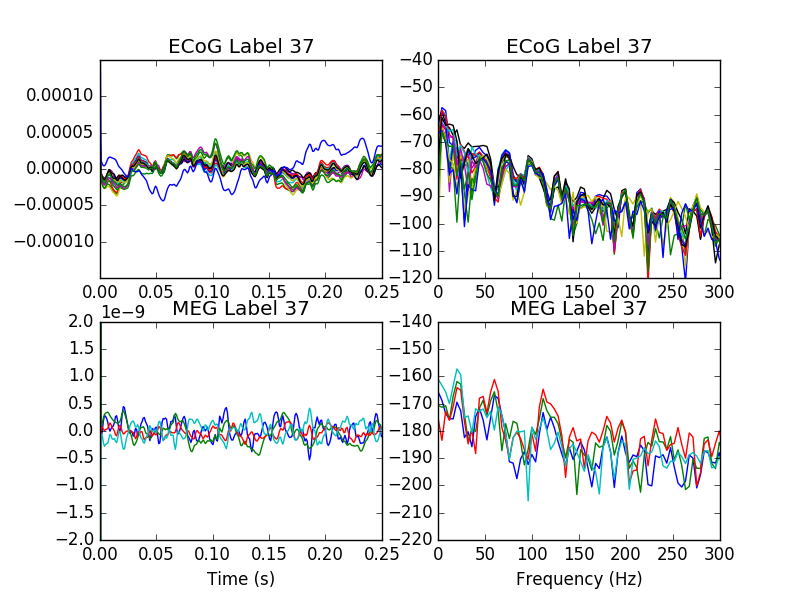 ECoG Label 37
0.00010
0.00005
0.00000
−0.00005
−0.00010
0.00 0.05 0.10 0.15 0.20 0.25
ECoG Label 37
−40
−50
−60
−70
−80
−90
−100
−110
−120
0 50 100 150 200 250 300
MEG Label 37
1e−9
2.0
1.5
1.0
0.5
0.0
−0.5
−1.0
−1.5
−2.0
0.00 0.05 0.10 0.15 0.20 0.25
Time (s)
MEG Label 37
−140
−150
−160
−170
−180
−190
−200
−210
−220
0 50 100 150 200 250 300
Frequency (Hz)